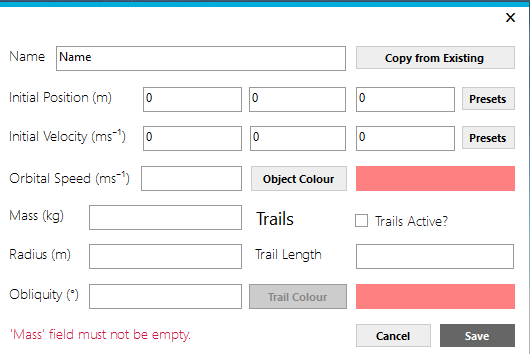 X
Name Name Copy from Existing
Initial Position (m) 0 0 0 Presets
Initial Velocity (ms⁻¹) 0 0 0 Presets
Orbital Speed (ms⁻¹) Object Colour
Mass (kg) Trails Trails Active?
Radius (m) Trail Length
Obliquity (°) Trail Colour
'Mass' field must not be empty. Cancel Save